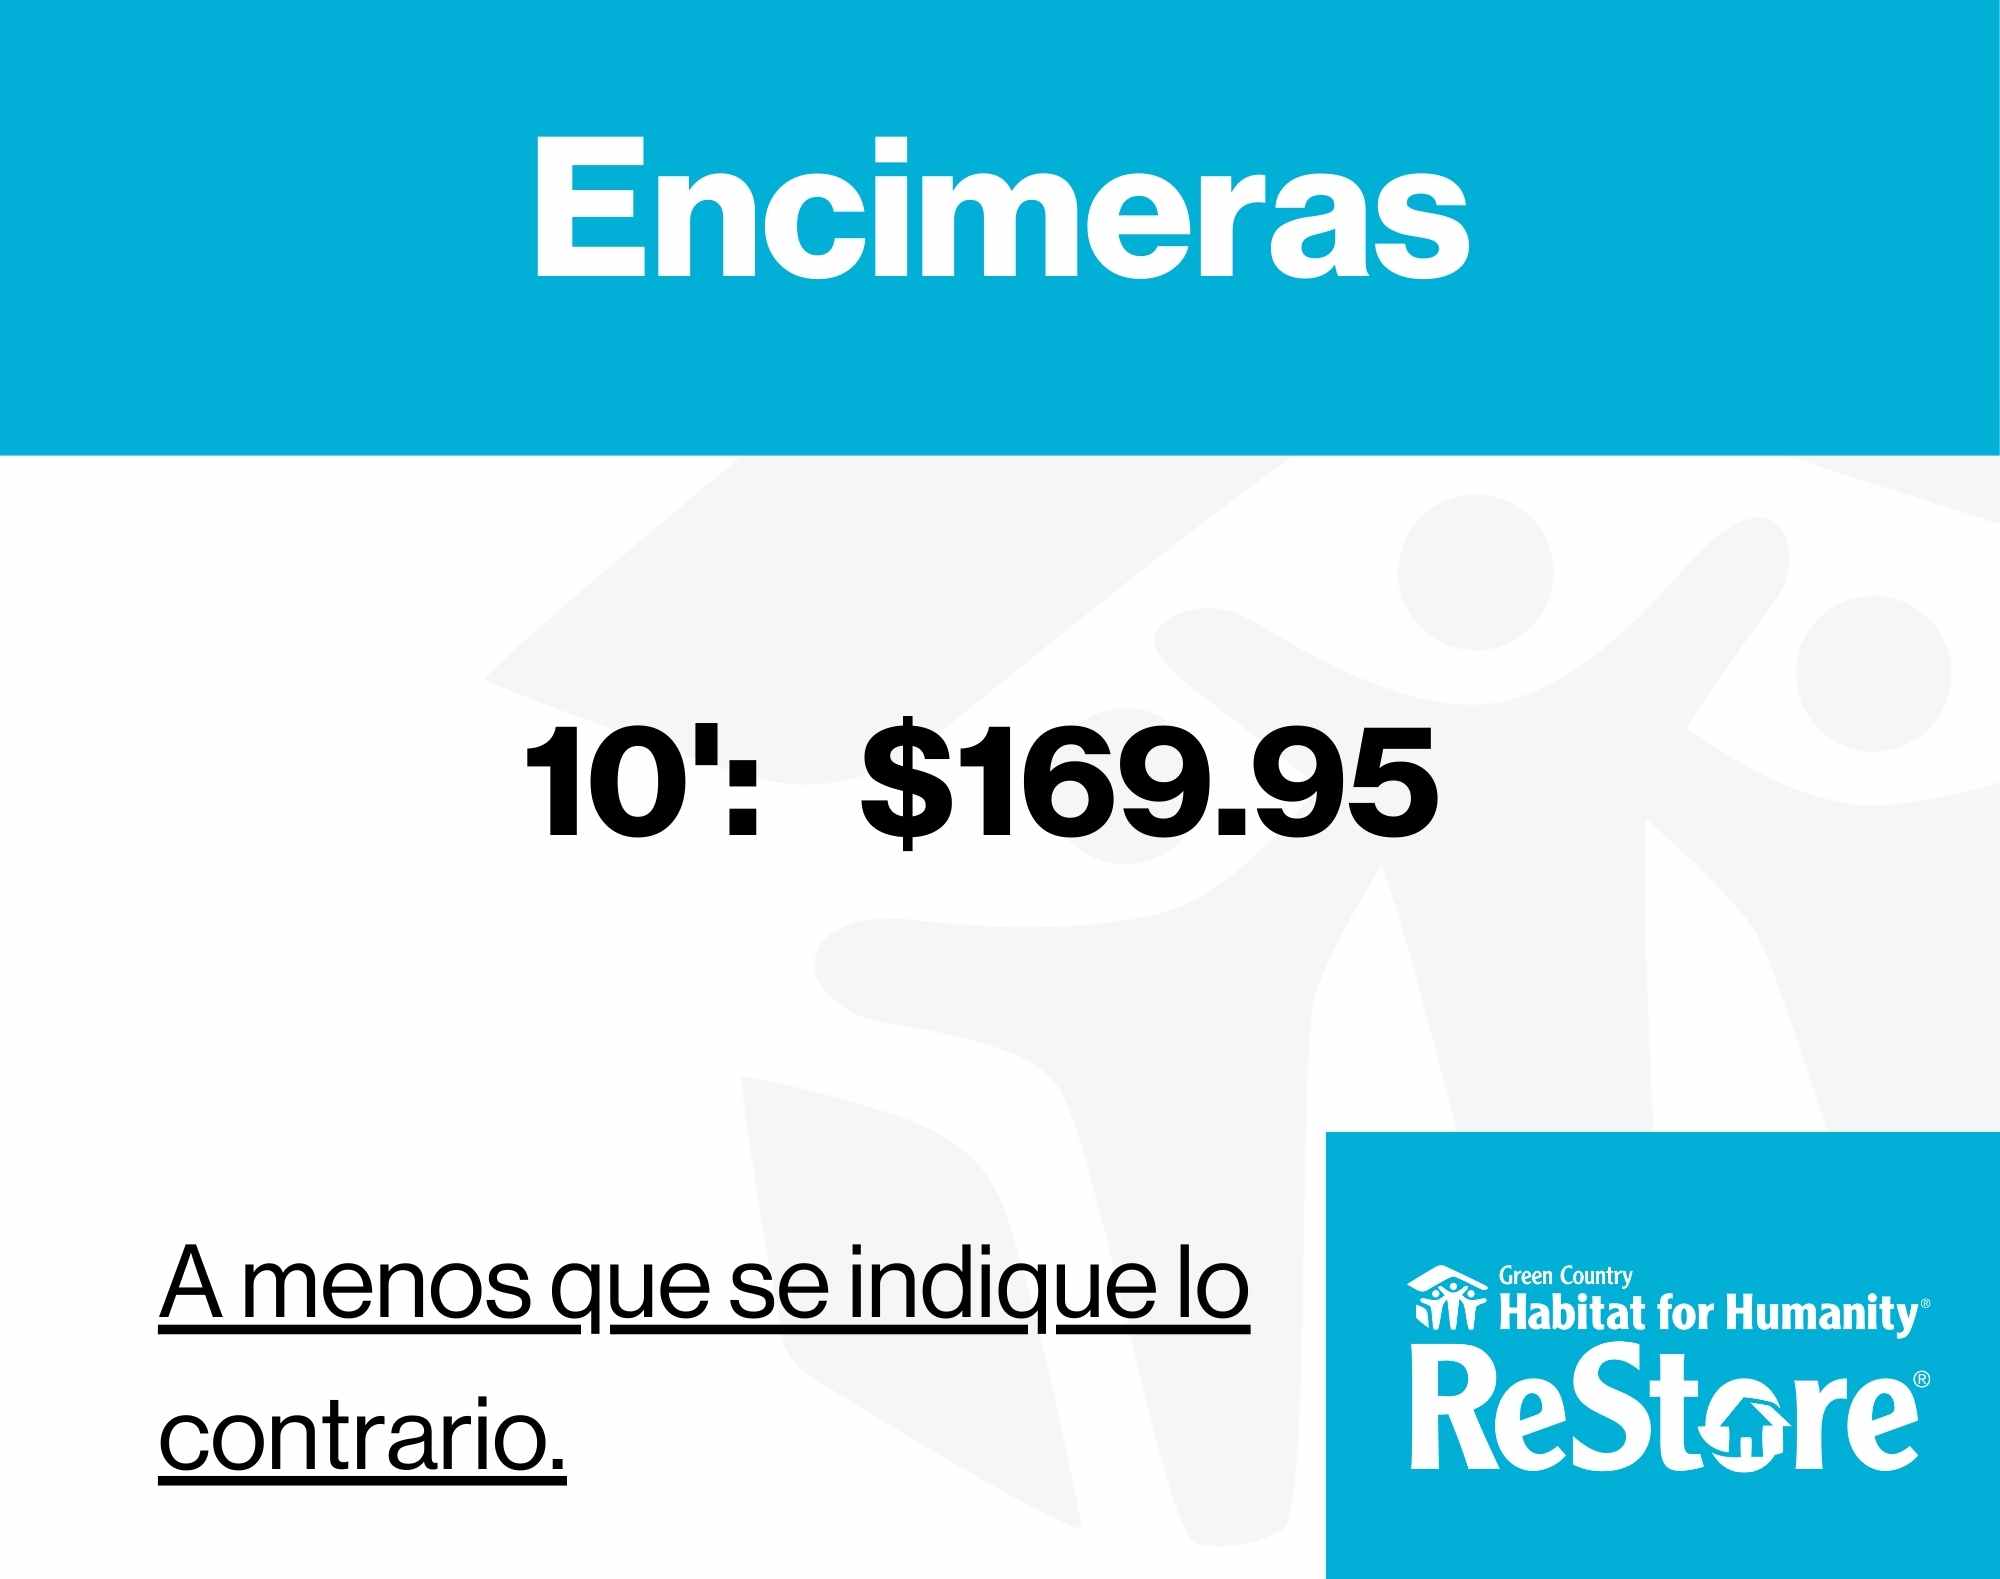 Encimeras
10': $169.95
A menos que se indique lo
contrario.
Green Country
Habitat for Humanity®
ReStore®